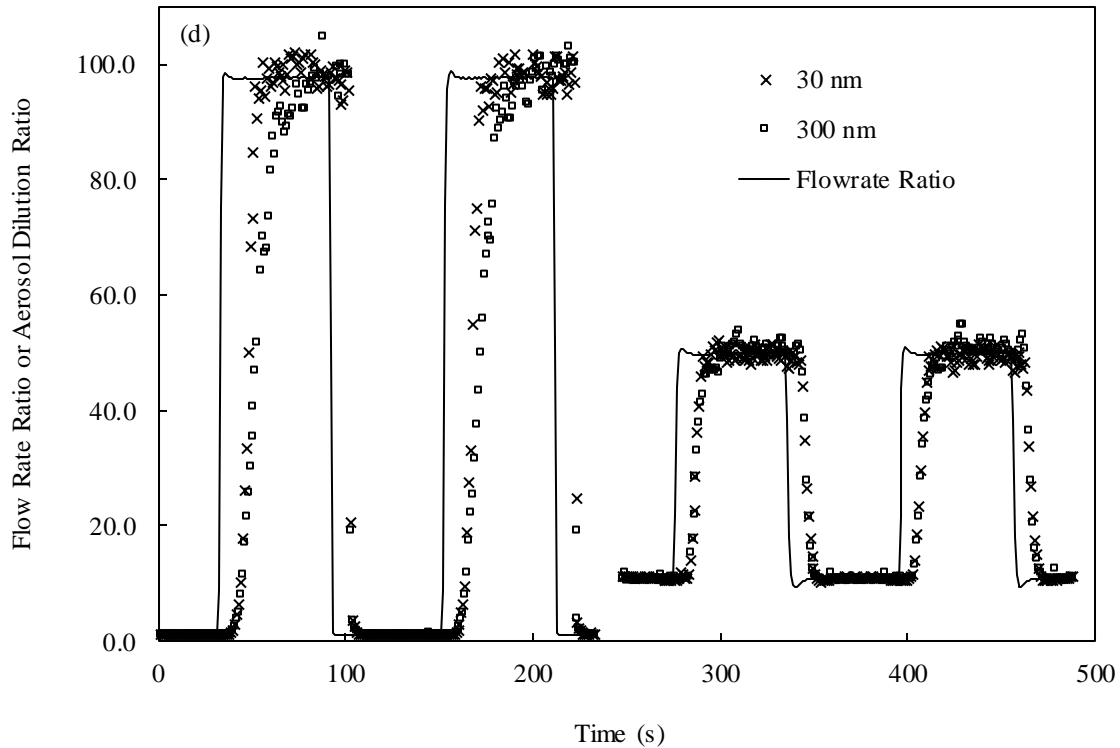 (d)
100.0
80.0
60.0
40.0
20.0
0.0
Flow Rate Ratio or Aerosol Dilution Ratio
30 nm
300 nm
Flowrate Ratio
0
100
200
300
400
500
Time (s)